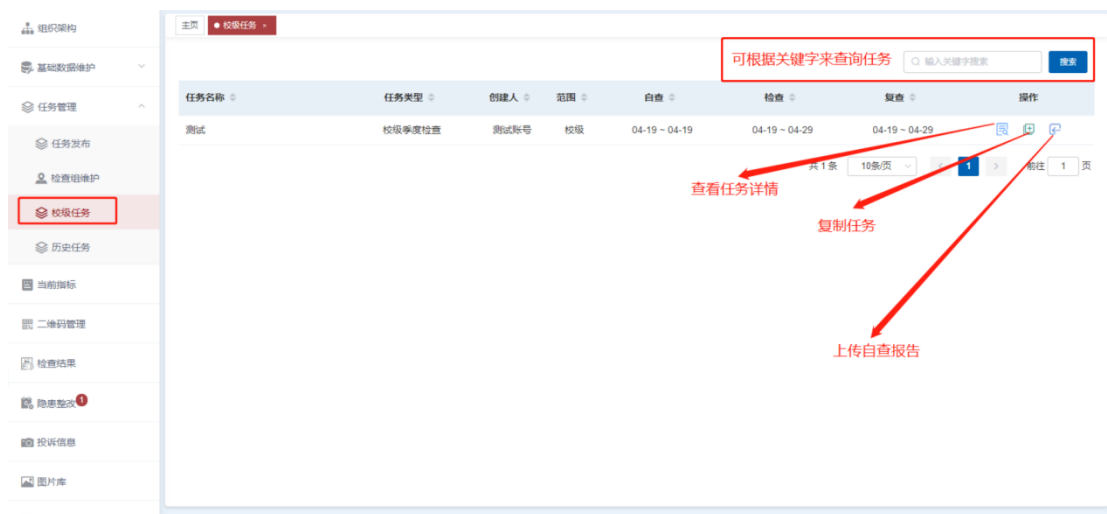 组织架构
基础数据维护
任务管理
任务发布
检查组维护
校级任务
历史任务
当前指标
二维码管理
检查结果
隐患整改 1
投诉信息
图片库
主页 校级任务 ×
可根据关键字来查询任务 输入关键字搜索 搜索
任务名称 任务类型 创建人 范围 自查 检查 复查 操作
测试 校级季度检查 测试账号 校级 04-19 ~ 04-19 04-19 ~ 04-29 04-19 ~ 04-29
共 1 条 10条/页 < 1 > 前往 1 页
查看任务详情
复制任务
上传自查报告